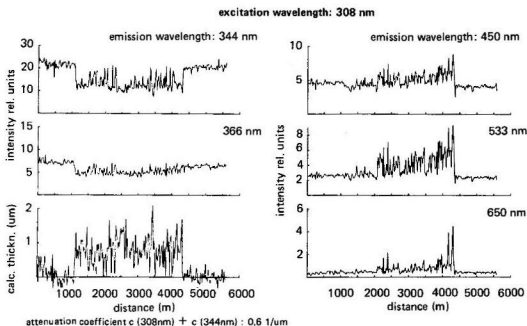 excitation wavelength: 308 nm
emission wavelength: 344 nm
intensity rel. units
30
20
10
366 nm
15
10
5
calc. thickn. (um)
2
1
0
1000 2000 3000 4000 5000 6000
distance (m)
attenuation coefficient c (308nm) + c (344nm) : 0,6 1/um
emission wavelength: 450 nm
intensity rel. units
10
5
533 nm
8
6
4
2
650 nm
6
4
2
0 1000 2000 3000 4000 5000 6000
distance (m)